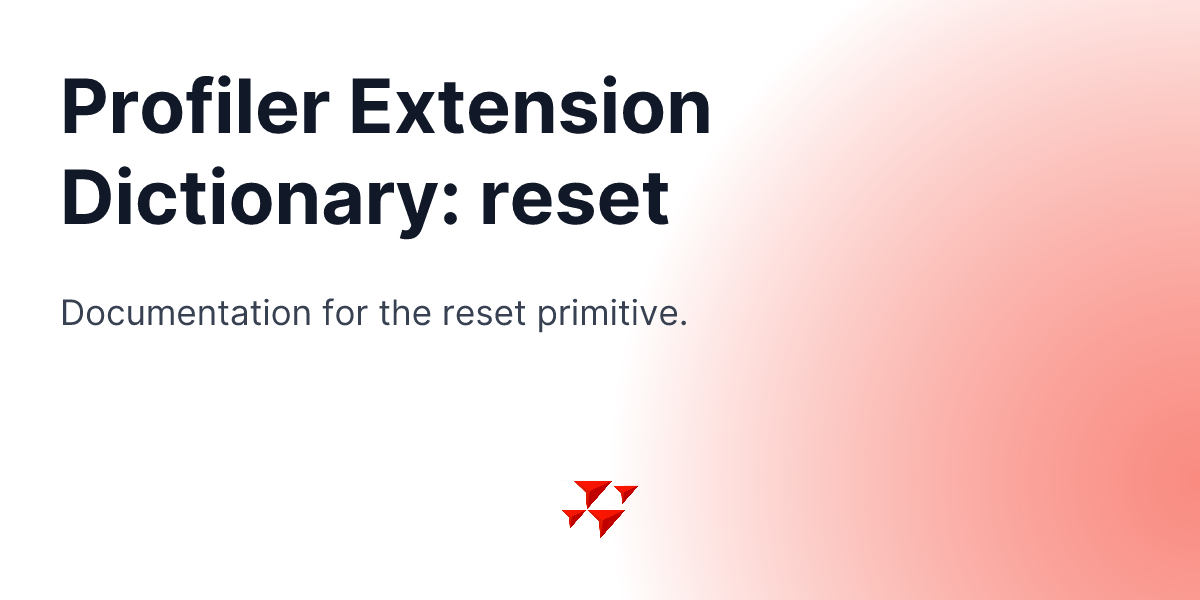 Profiler Extension
Dictionary: reset
Documentation for the reset primitive.